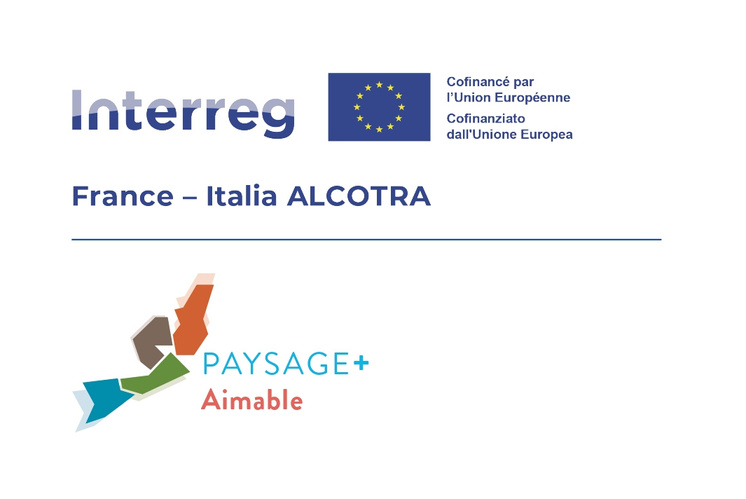 Interreg
Cofinancé par
l’Union Européenne
Cofinanziato
dall'Unione Europea
France – Italia ALCOTRA
PAYSAGE+
Aimable